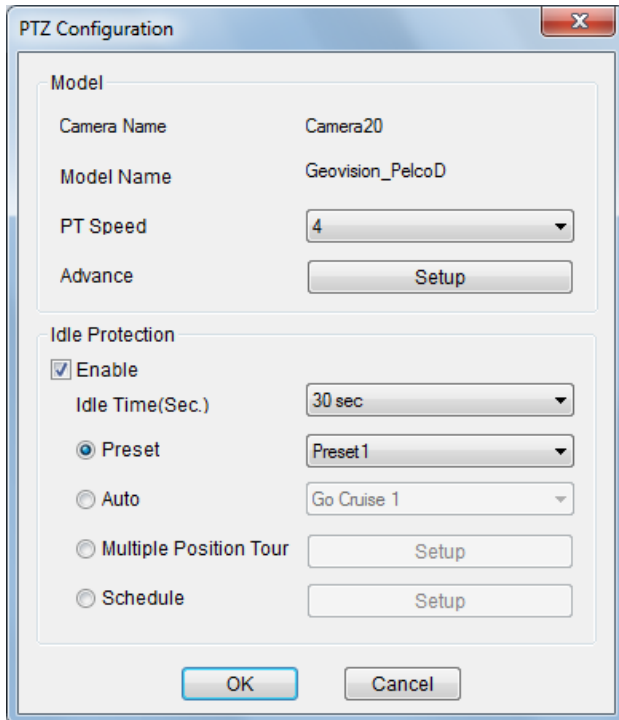 PTZ Configuration
Model
Camera Name Camera20
Model Name Geovision_PelcoD
PT Speed 4
Advance Setup
Idle Protection
Enable
Idle Time(Sec.) 30 sec
Preset Preset1
Auto Go Cruise 1
Multiple Position Tour Setup
Schedule Setup
OK Cancel